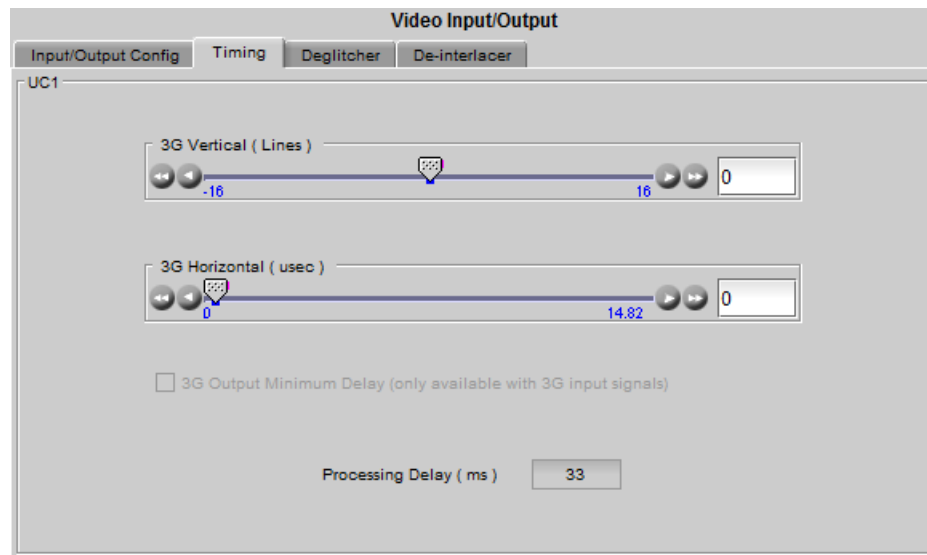 Video Input/Output
Input/Output Config Timing Deglitcher De-interlacer
UC1
3G Vertical ( Lines )
0
-16 16
3G Horizontal ( usec )
0
0 14.82
3G Output Minimum Delay (only available with 3G input signals)
Processing Delay ( ms ) 33